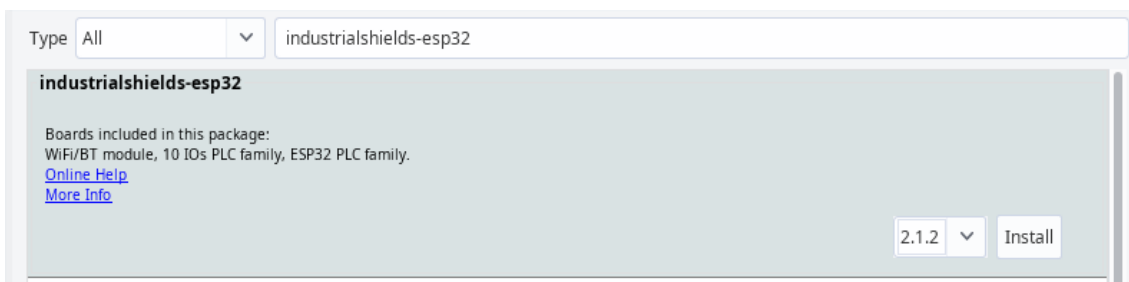 Type All industrialshields-esp32
industrialshields-esp32
Boards included in this package:
WiFi/BT module, 10 IOs PLC family, ESP32 PLC family.
Online Help
More Info
2.1.2 Install